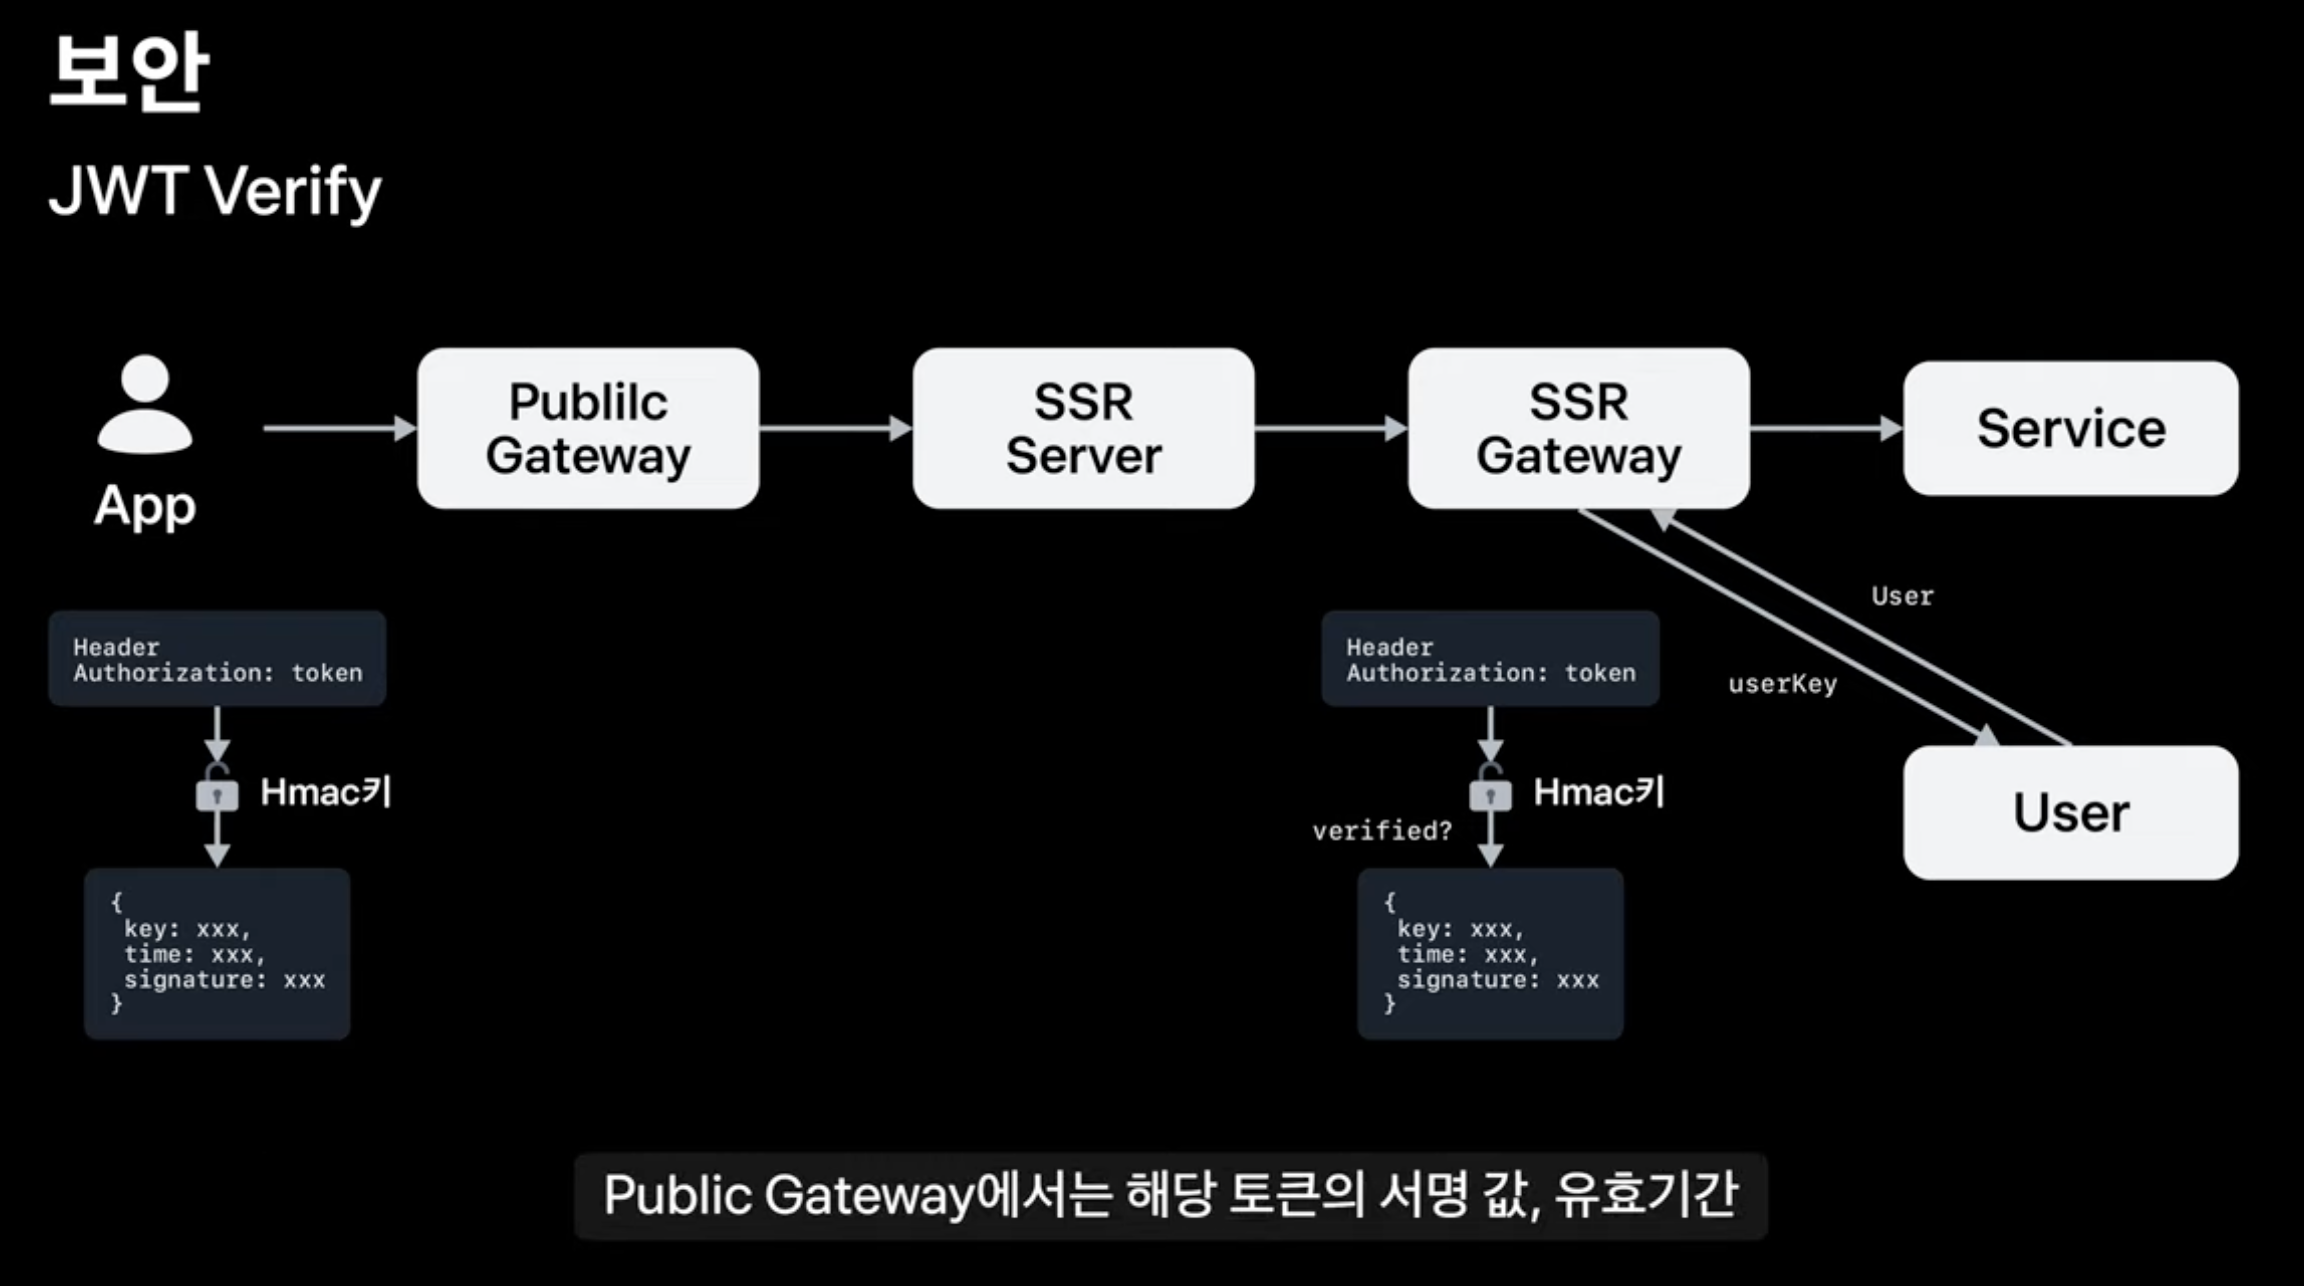 보안
JWT Verify
App
Publilc
Gateway
SSR
Server
SSR
Gateway
Service
Header
Authorization: token
Hmac키
{
key: xxx,
time: xxx,
signature: xxx
}
Header
Authorization: token
Hmac키
verified?
{
key: xxx,
time: xxx,
signature: xxx
}
User
userKey
User
Public Gateway에서는 해당 토큰의 서명 값, 유효기간